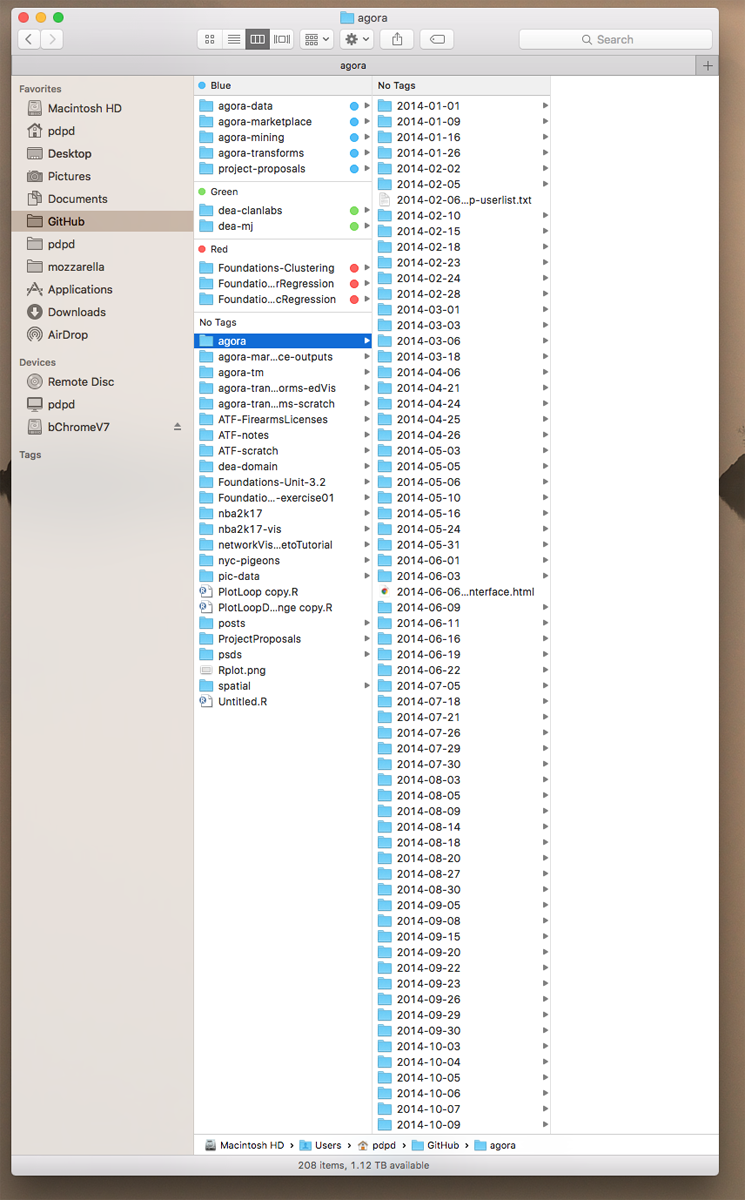 agora
Search
agora
Favorites
Macintosh HD
pdpd
Desktop
Pictures
Documents
GitHub
pdpd
mozzarella
Applications
Downloads
AirDrop
Devices
Remote Disc
pdpd
bChromeV7
Tags
Blue
agora-data
agora-marketplace
agora-mining
agora-transforms
project-proposals
Green
dea-clanlabs
dea-mj
Red
Foundations-Clustering
Foundatio...rRegression
Foundatio...cRegression
No Tags
agora
agora-mar...ce-outputs
agora-tm
agora-tran...orms-edVis
agora-tran...ms-scratch
ATF-FirearmsLicenses
ATF-notes
ATF-scratch
dea-domain
Foundations-Unit-3.2
Foundatio...-exercise01
nba2k17
nba2k17-vis
networkVis...etoTutorial
nyc-pigeons
pic-data
PlotLoop copy.R
PlotLoopD...nge copy.R
posts
ProjectProposals
psds
Rplot.png
spatial
Untitled.R
No Tags
2014-01-01
2014-01-09
2014-01-16
2014-01-26
2014-02-02
2014-02-05
2014-02-06...p-userlist.txt
2014-02-10
2014-02-15
2014-02-18
2014-02-23
2014-02-24
2014-02-28
2014-03-01
2014-03-03
2014-03-06
2014-03-18
2014-04-06
2014-04-21
2014-04-24
2014-04-25
2014-04-26
2014-05-03
2014-05-05
2014-05-06
2014-05-10
2014-05-16
2014-05-24
2014-05-31
2014-06-01
2014-06-03
2014-06-06...nterface.html
2014-06-09
2014-06-11
2014-06-16
2014-06-19
2014-06-22
2014-07-05
2014-07-18
2014-07-21
2014-07-26
2014-07-29
2014-07-30
2014-08-03
2014-08-05
2014-08-09
2014-08-14
2014-08-18
2014-08-20
2014-08-27
2014-08-30
2014-09-05
2014-09-08
2014-09-15
2014-09-20
2014-09-22
2014-09-23
2014-09-26
2014-09-29
2014-09-30
2014-10-03
2014-10-04
2014-10-05
2014-10-06
2014-10-07
2014-10-09
Macintosh HD › Users › pdpd › GitHub › agora
208 items, 1.12 TB available